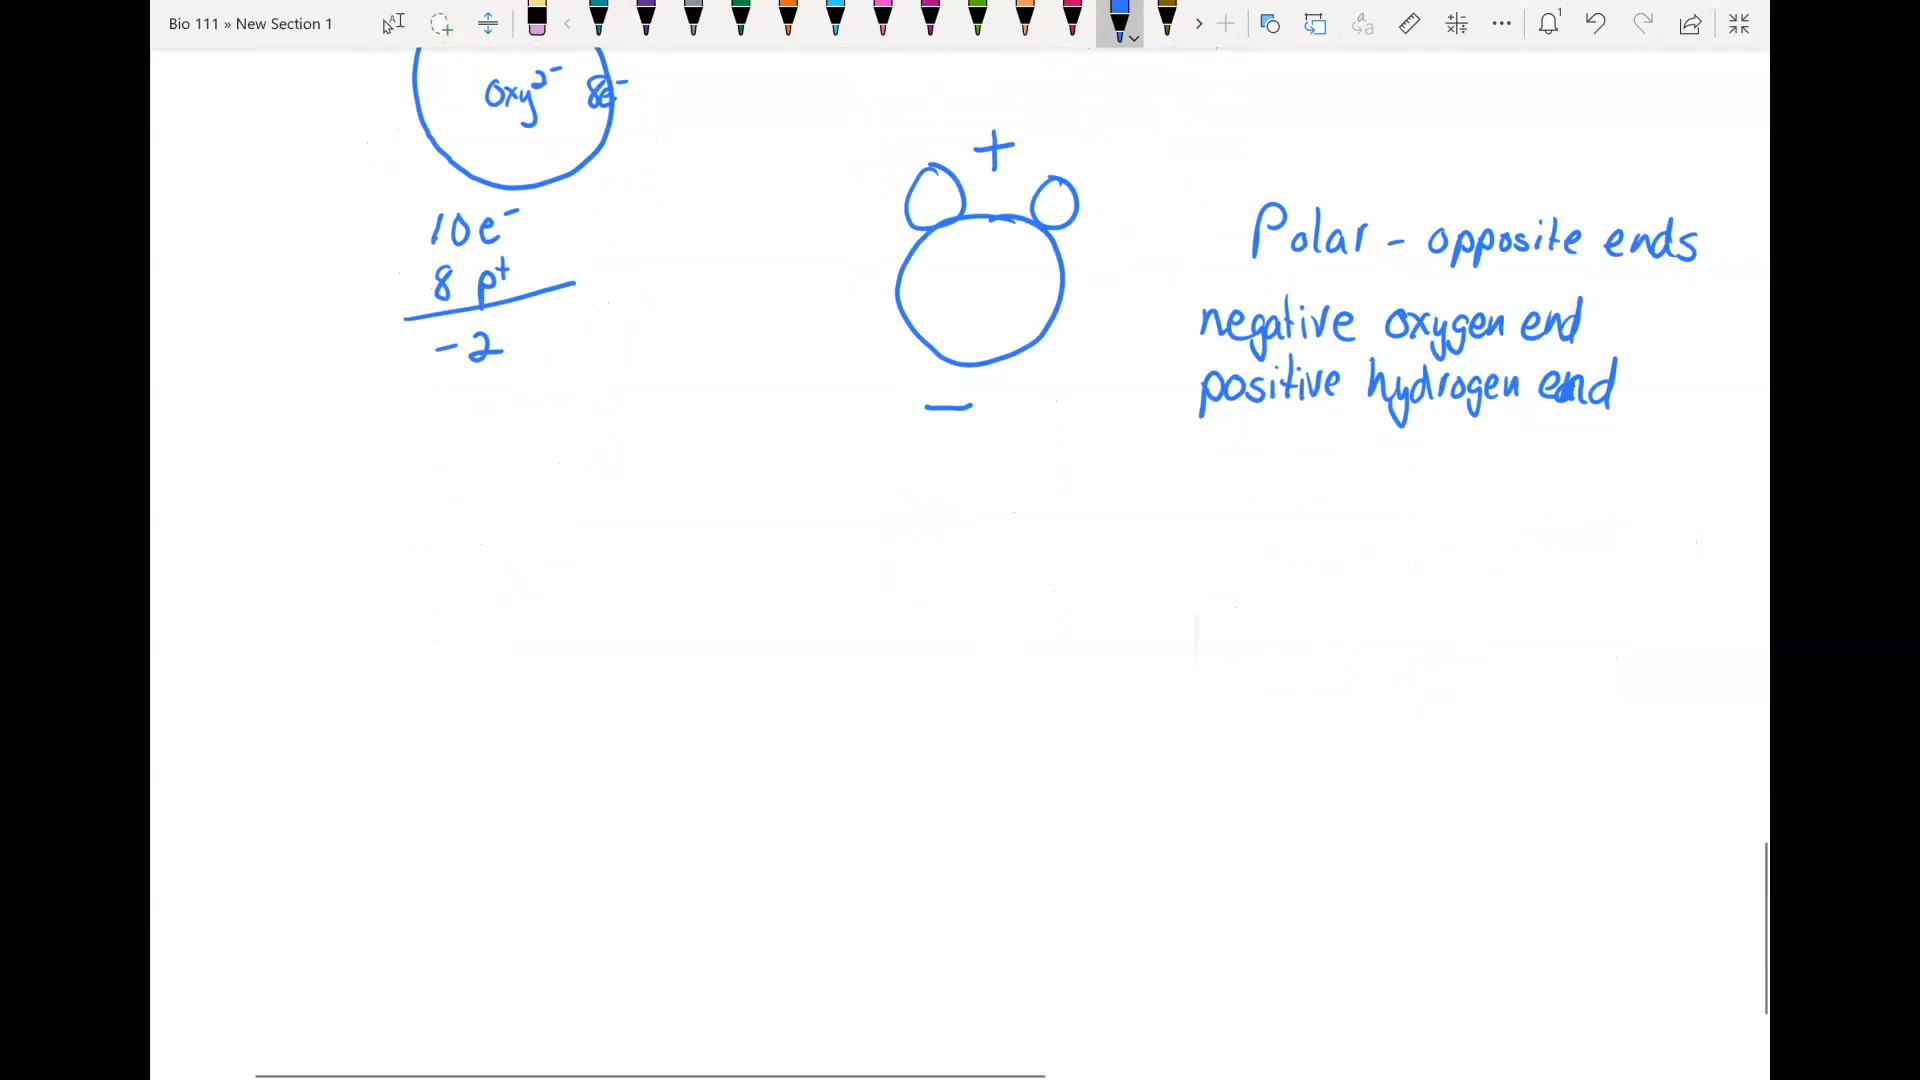 Bio 111 » New Section 1
oxy²⁻ 8e⁻
10e⁻
8 p⁺
-2
+
−
Polar - opposite ends
negative oxygen end
positive hydrogen end